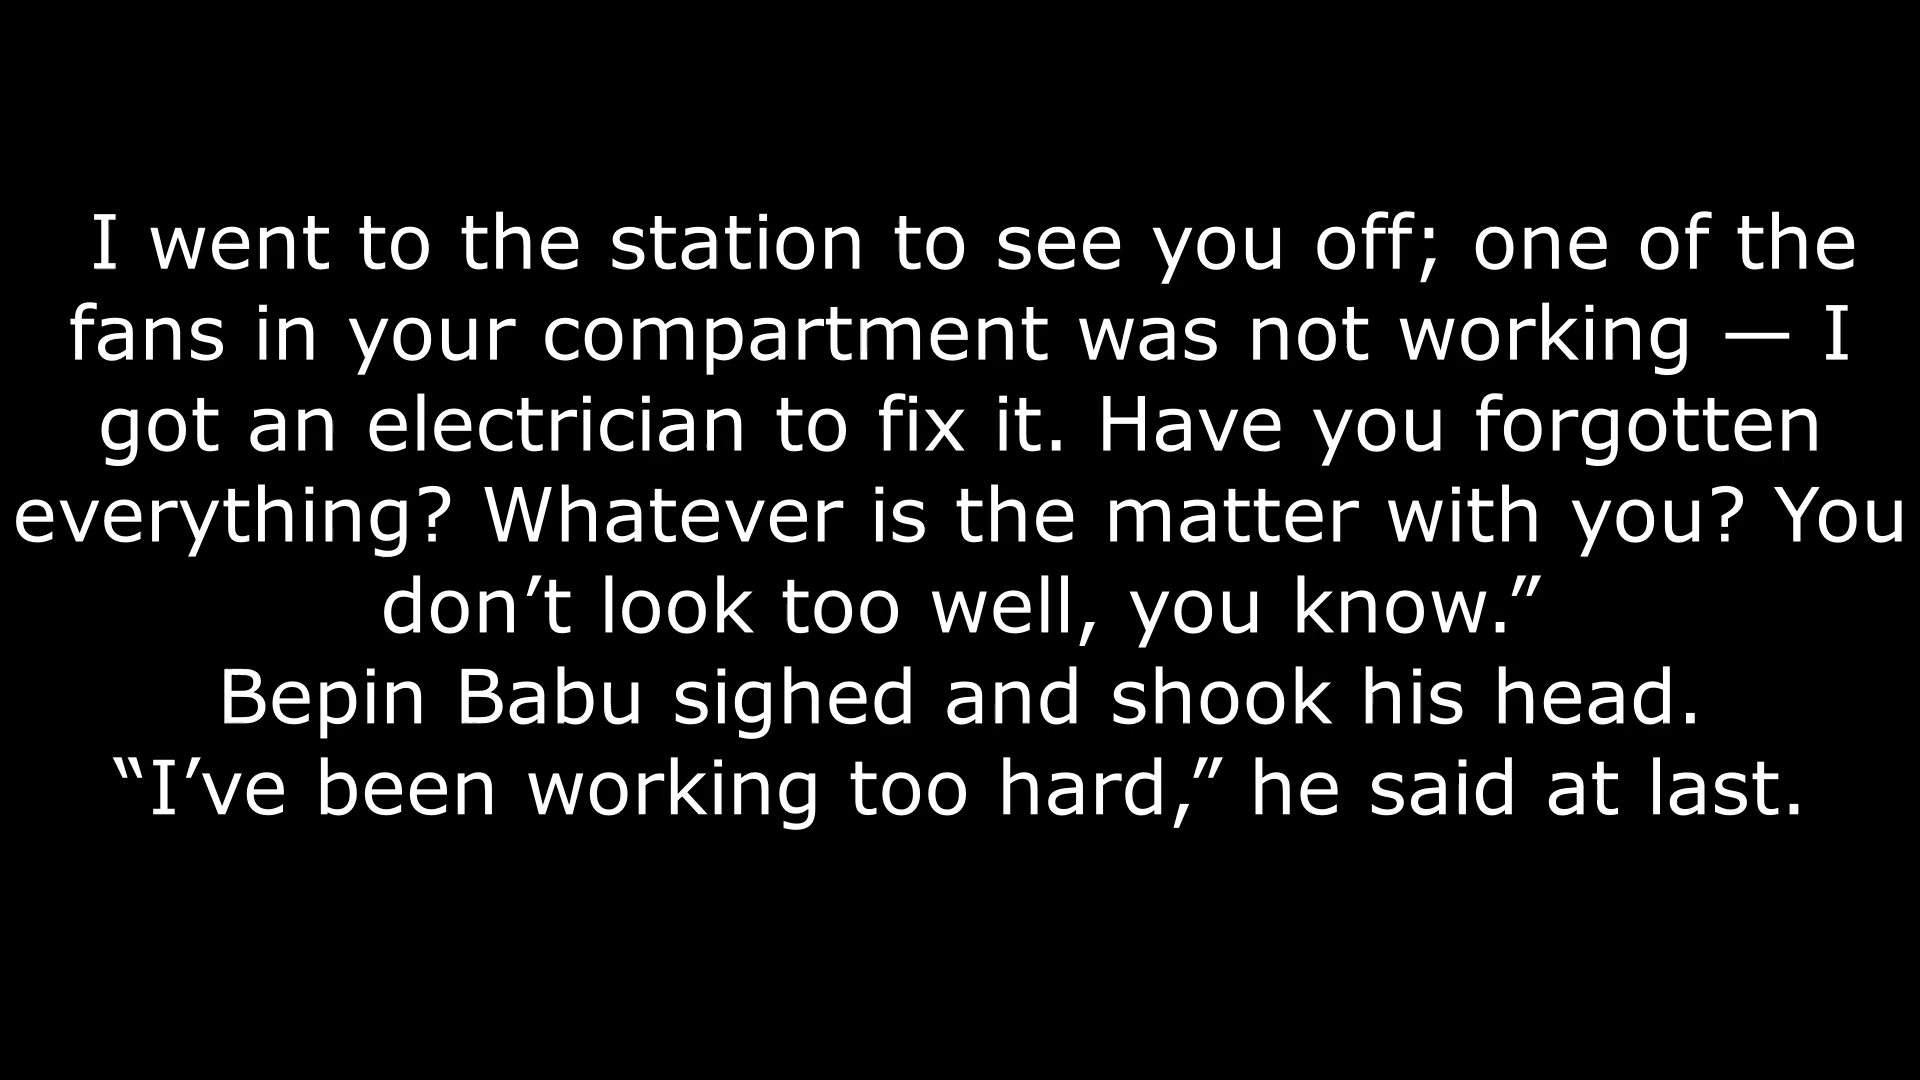 I went to the station to see you off; one of the
fans in your compartment was not working — I
got an electrician to fix it. Have you forgotten
everything? Whatever is the matter with you? You
don’t look too well, you know.”
Bepin Babu sighed and shook his head.
“I’ve been working too hard,” he said at last.